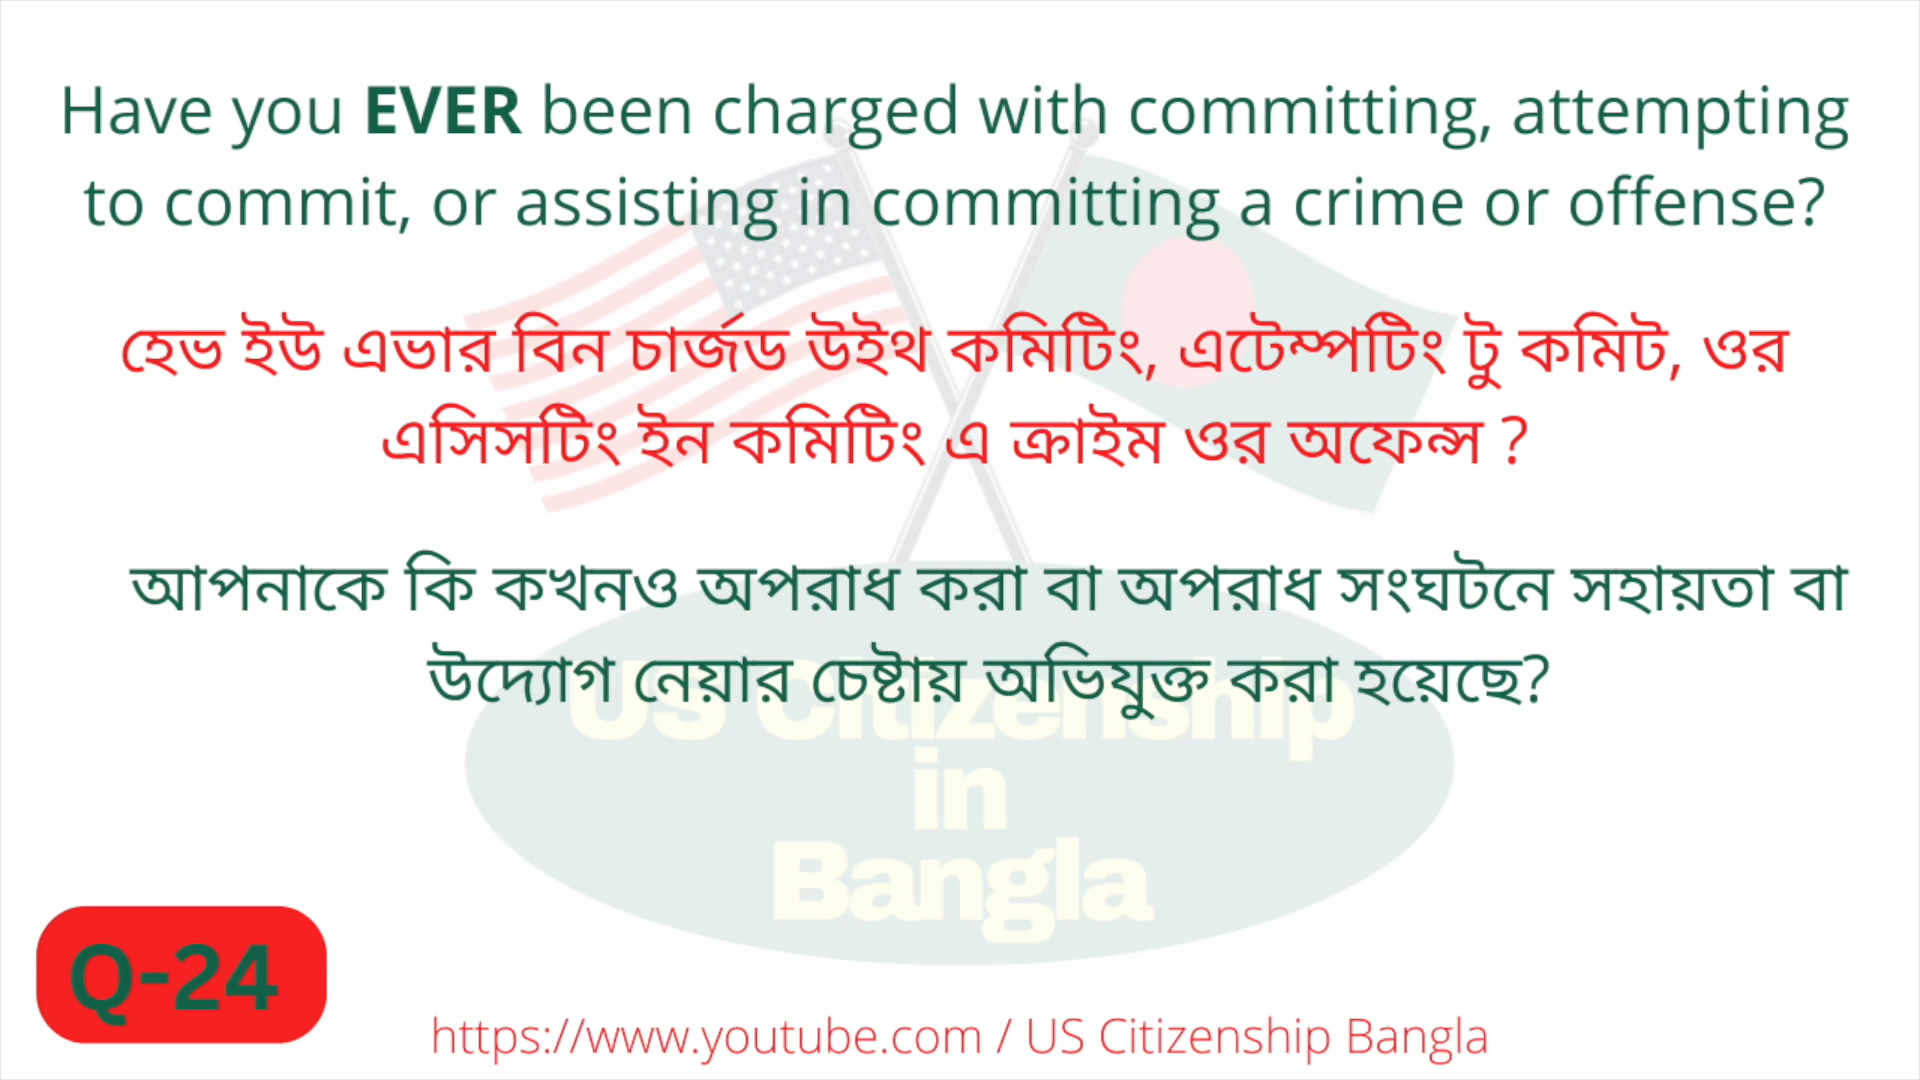 Have you EVER been charged with committing, attempting
to commit, or assisting in committing a crime or offense?
হেভ ইউ এভার বিন চার্জড উইথ কমিটিং, এটেম্পটিং টু কমিট, ওর
এসিসটিং ইন কমিটিং এ ক্রাইম ওর অফেন্স ?
আপনাকে কি কখনও অপরাধ করা বা অপরাধ সংঘটনে সহায়তা বা
উদ্যোগ নেয়ার চেষ্টায় অভিযুক্ত করা হয়েছে?
US Citizenship
in
Bangla
Q-24
https://www.youtube.com / US Citizenship Bangla